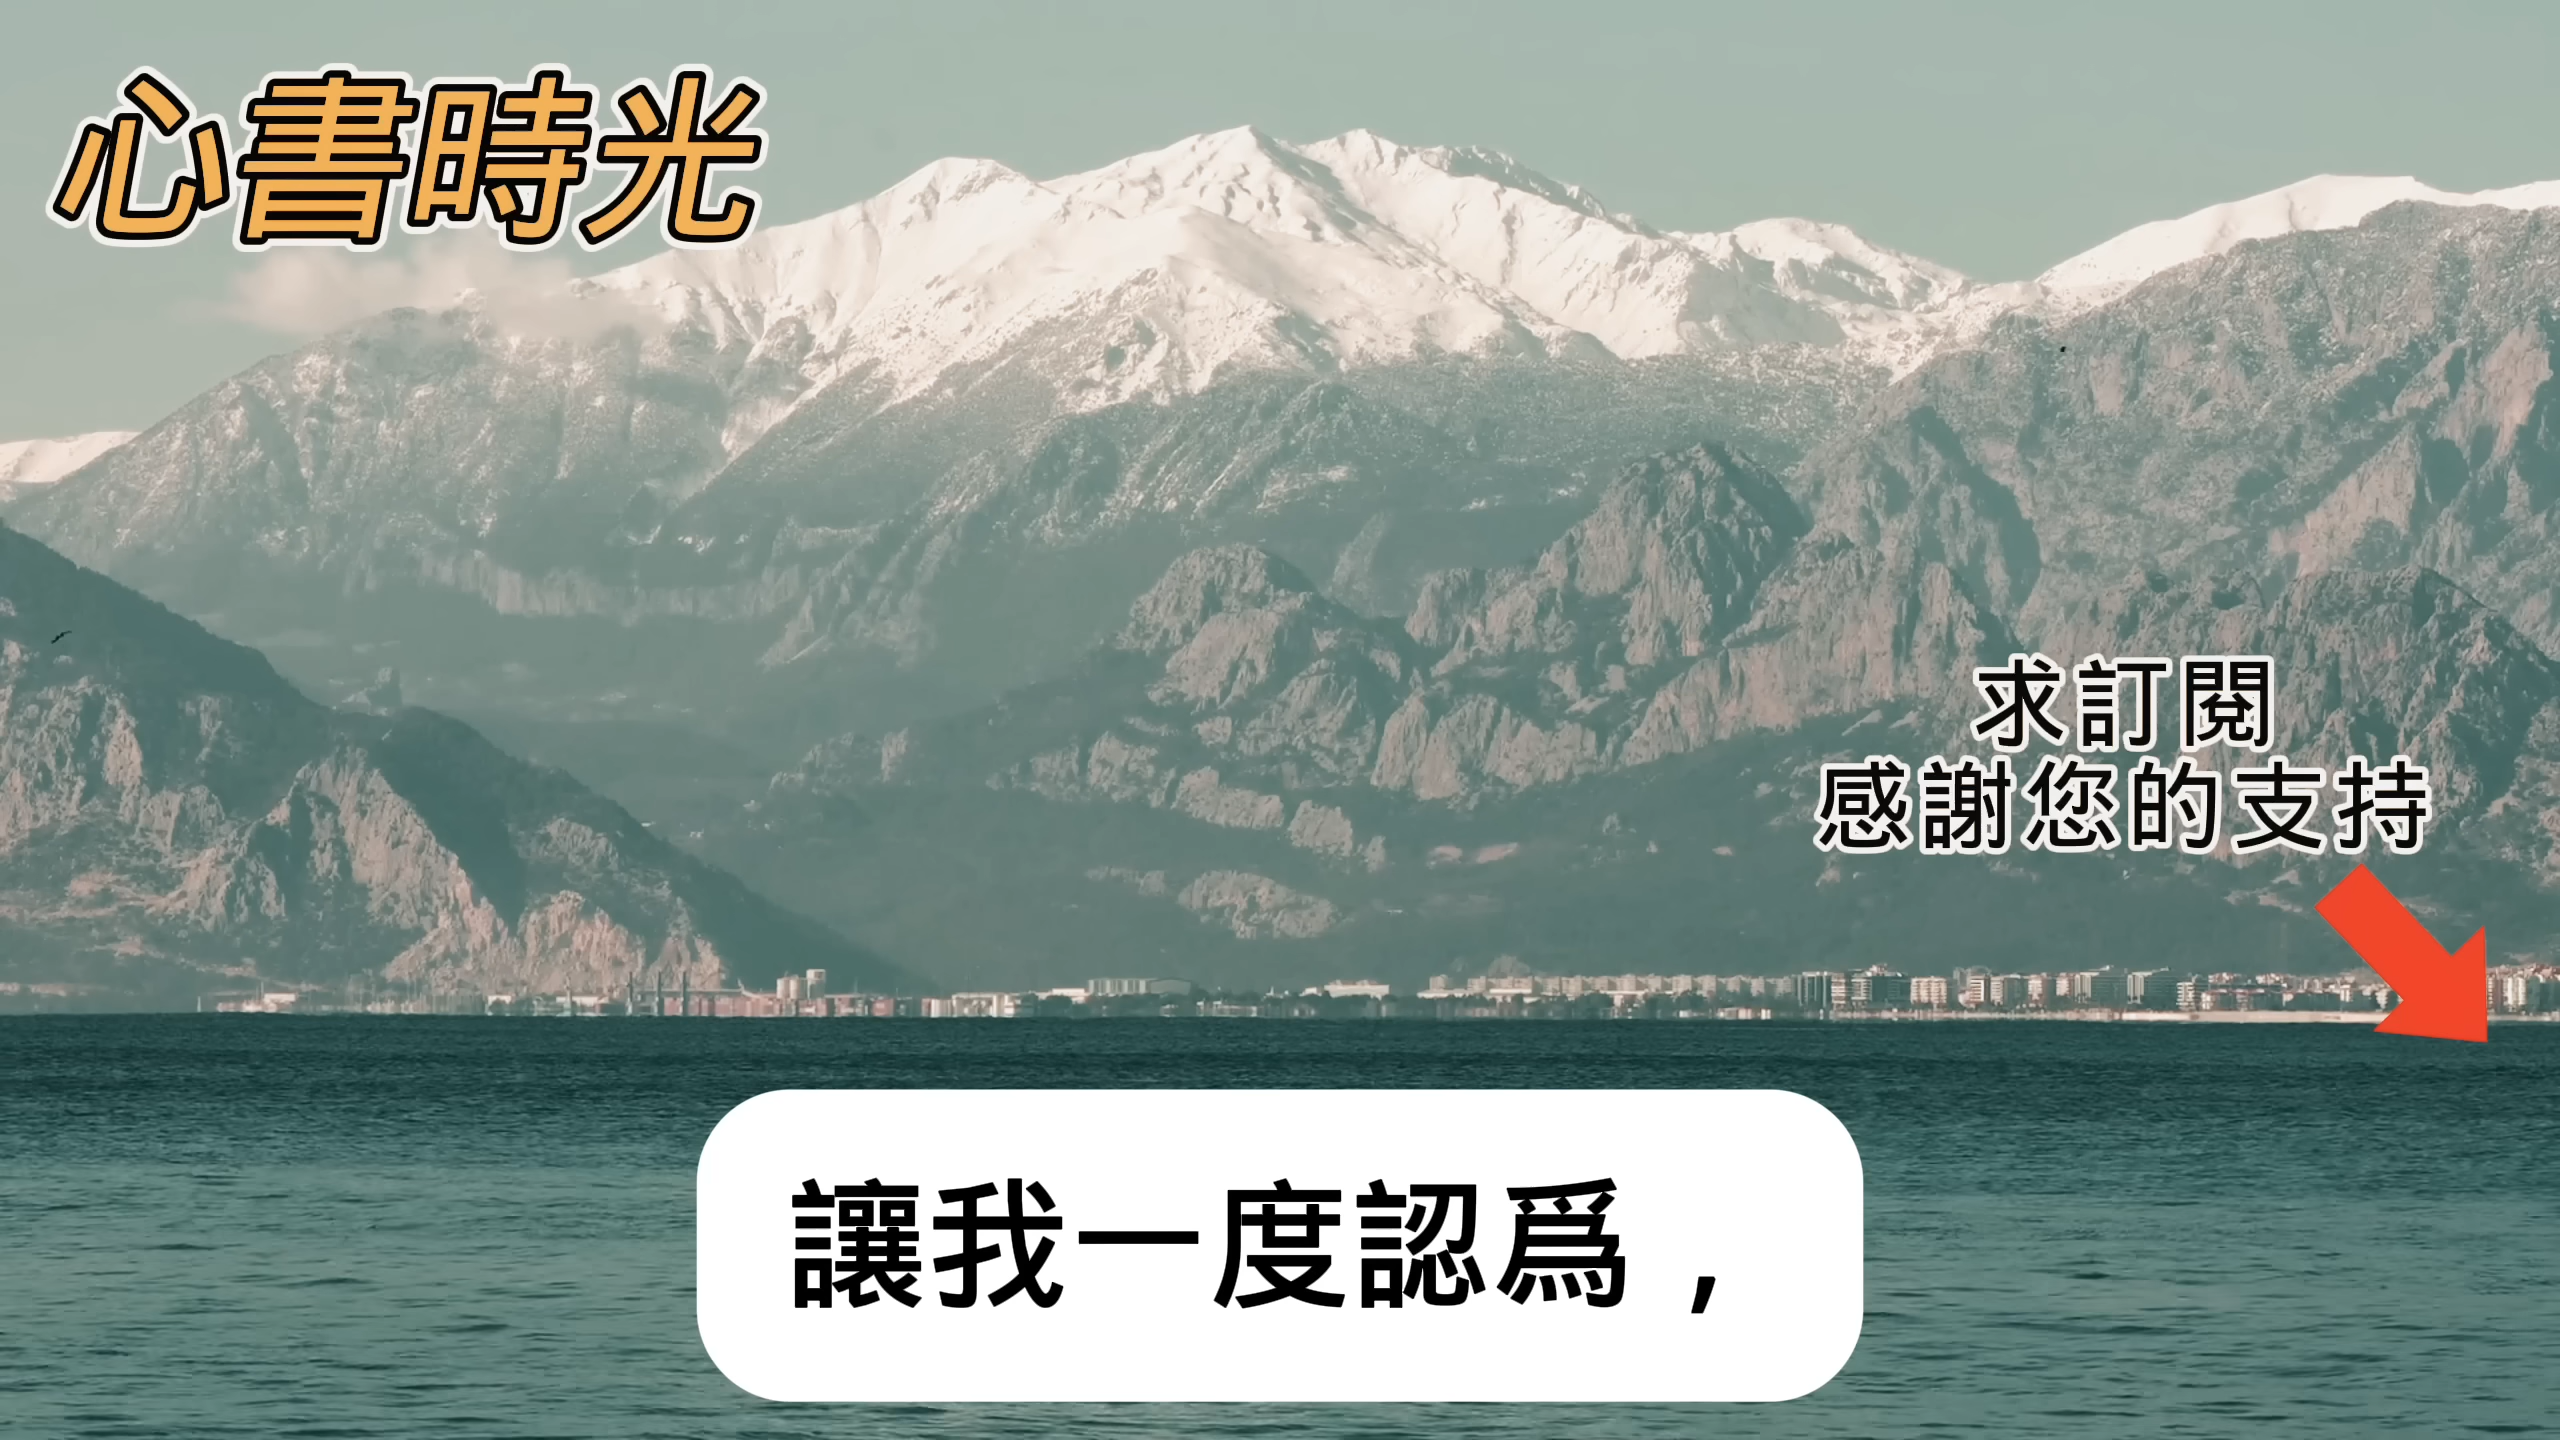 心書時光
求訂閱
感謝您的支持
讓我一度認爲，